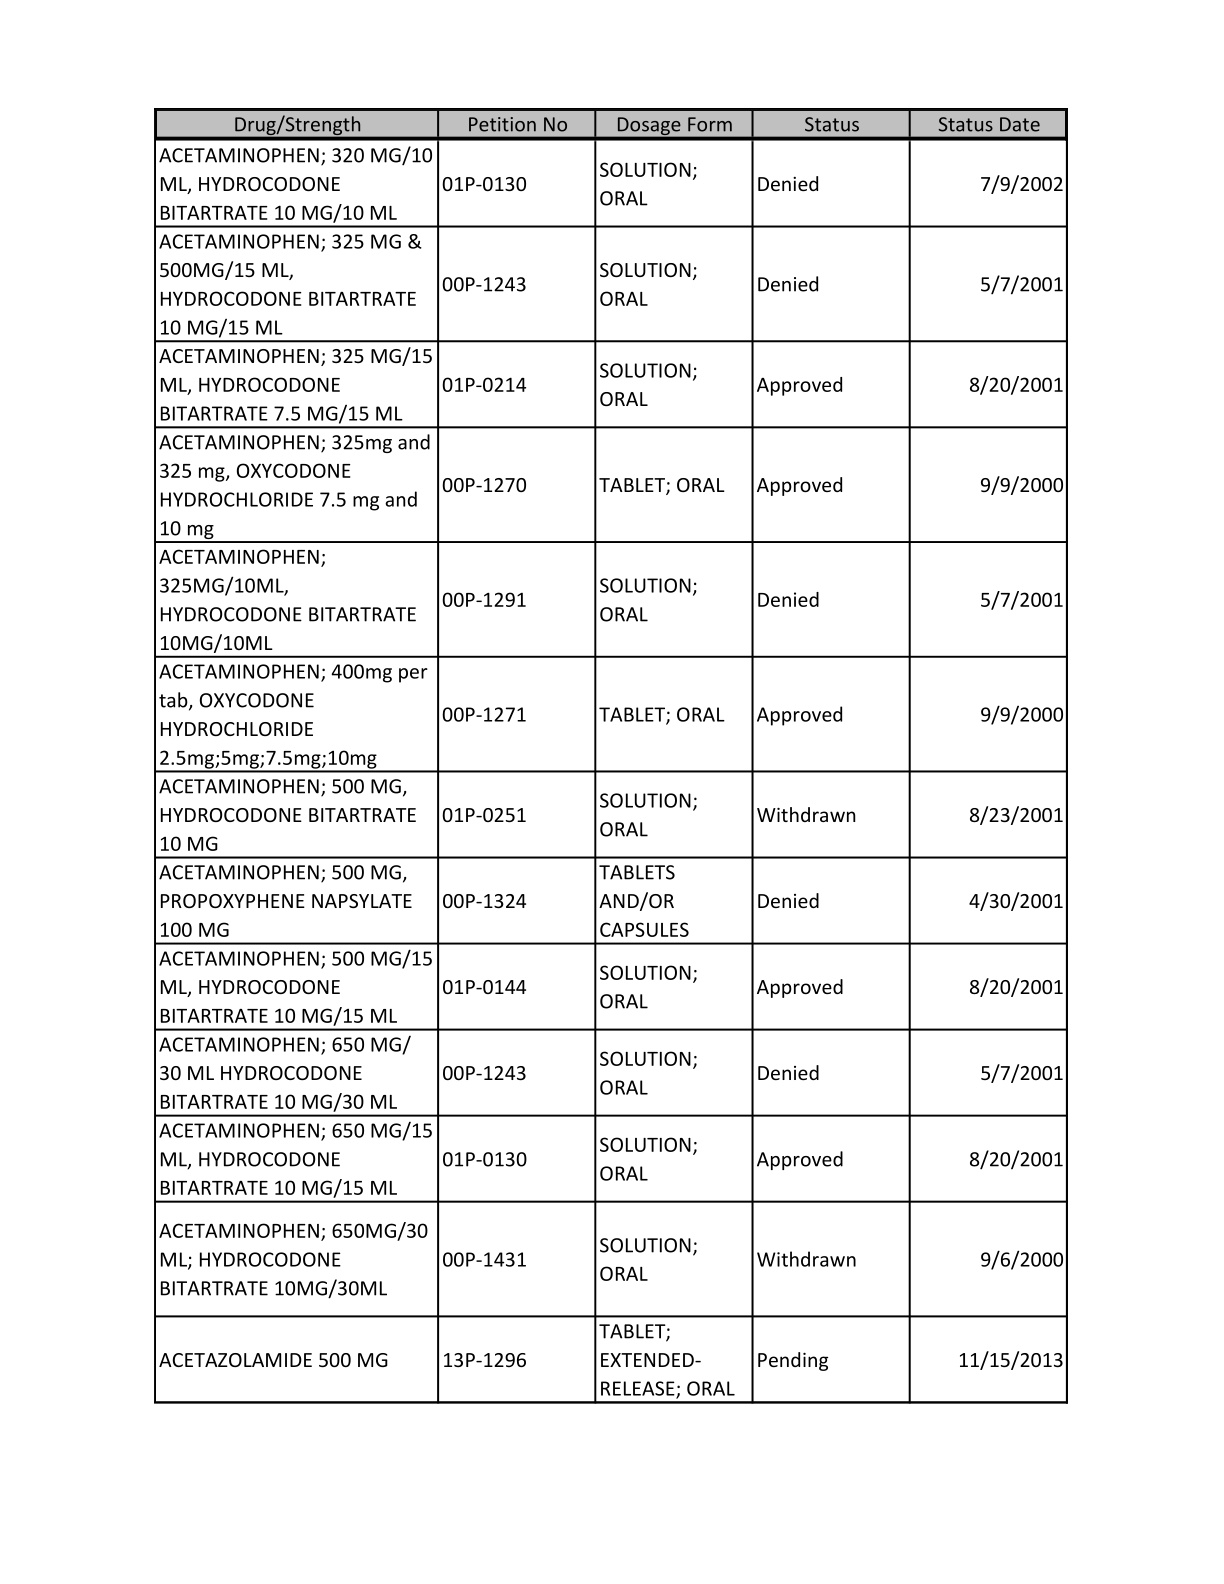 Drug/Strength Petition No Dosage Form Status Status Date
ACETAMINOPHEN; 320 MG/10
ML, HYDROCODONE
BITARTRATE 10 MG/10 ML
01P-0130
SOLUTION;
ORAL
Denied
7/9/2002
ACETAMINOPHEN; 325 MG &
500MG/15 ML,
HYDROCODONE BITARTRATE
10 MG/15 ML
00P-1243
SOLUTION;
ORAL
Denied
5/7/2001
ACETAMINOPHEN; 325 MG/15
ML, HYDROCODONE
BITARTRATE 7.5 MG/15 ML
01P-0214
SOLUTION;
ORAL
Approved
8/20/2001
ACETAMINOPHEN; 325mg and
325 mg, OXYCODONE
HYDROCHLORIDE 7.5 mg and
10 mg
00P-1270
TABLET; ORAL
Approved
9/9/2000
ACETAMINOPHEN;
325MG/10ML,
HYDROCODONE BITARTRATE
10MG/10ML
00P-1291
SOLUTION;
ORAL
Denied
5/7/2001
ACETAMINOPHEN; 400mg per
tab, OXYCODONE
HYDROCHLORIDE
2.5mg;5mg;7.5mg;10mg
00P-1271
TABLET; ORAL
Approved
9/9/2000
ACETAMINOPHEN; 500 MG,
HYDROCODONE BITARTRATE
10 MG
01P-0251
SOLUTION;
ORAL
Withdrawn
8/23/2001
ACETAMINOPHEN; 500 MG,
PROPOXYPHENE NAPSYLATE
100 MG
00P-1324
TABLETS
AND/OR
CAPSULES
Denied
4/30/2001
ACETAMINOPHEN; 500 MG/15
ML, HYDROCODONE
BITARTRATE 10 MG/15 ML
01P-0144
SOLUTION;
ORAL
Approved
8/20/2001
ACETAMINOPHEN; 650 MG/
30 ML HYDROCODONE
BITARTRATE 10 MG/30 ML
00P-1243
SOLUTION;
ORAL
Denied
5/7/2001
ACETAMINOPHEN; 650 MG/15
ML, HYDROCODONE
BITARTRATE 10 MG/15 ML
01P-0130
SOLUTION;
ORAL
Approved
8/20/2001
ACETAMINOPHEN; 650MG/30
ML; HYDROCODONE
BITARTRATE 10MG/30ML
00P-1431
SOLUTION;
ORAL
Withdrawn
9/6/2000
ACETAZOLAMIDE 500 MG
13P-1296
TABLET;
EXTENDED-
RELEASE; ORAL
Pending
11/15/2013